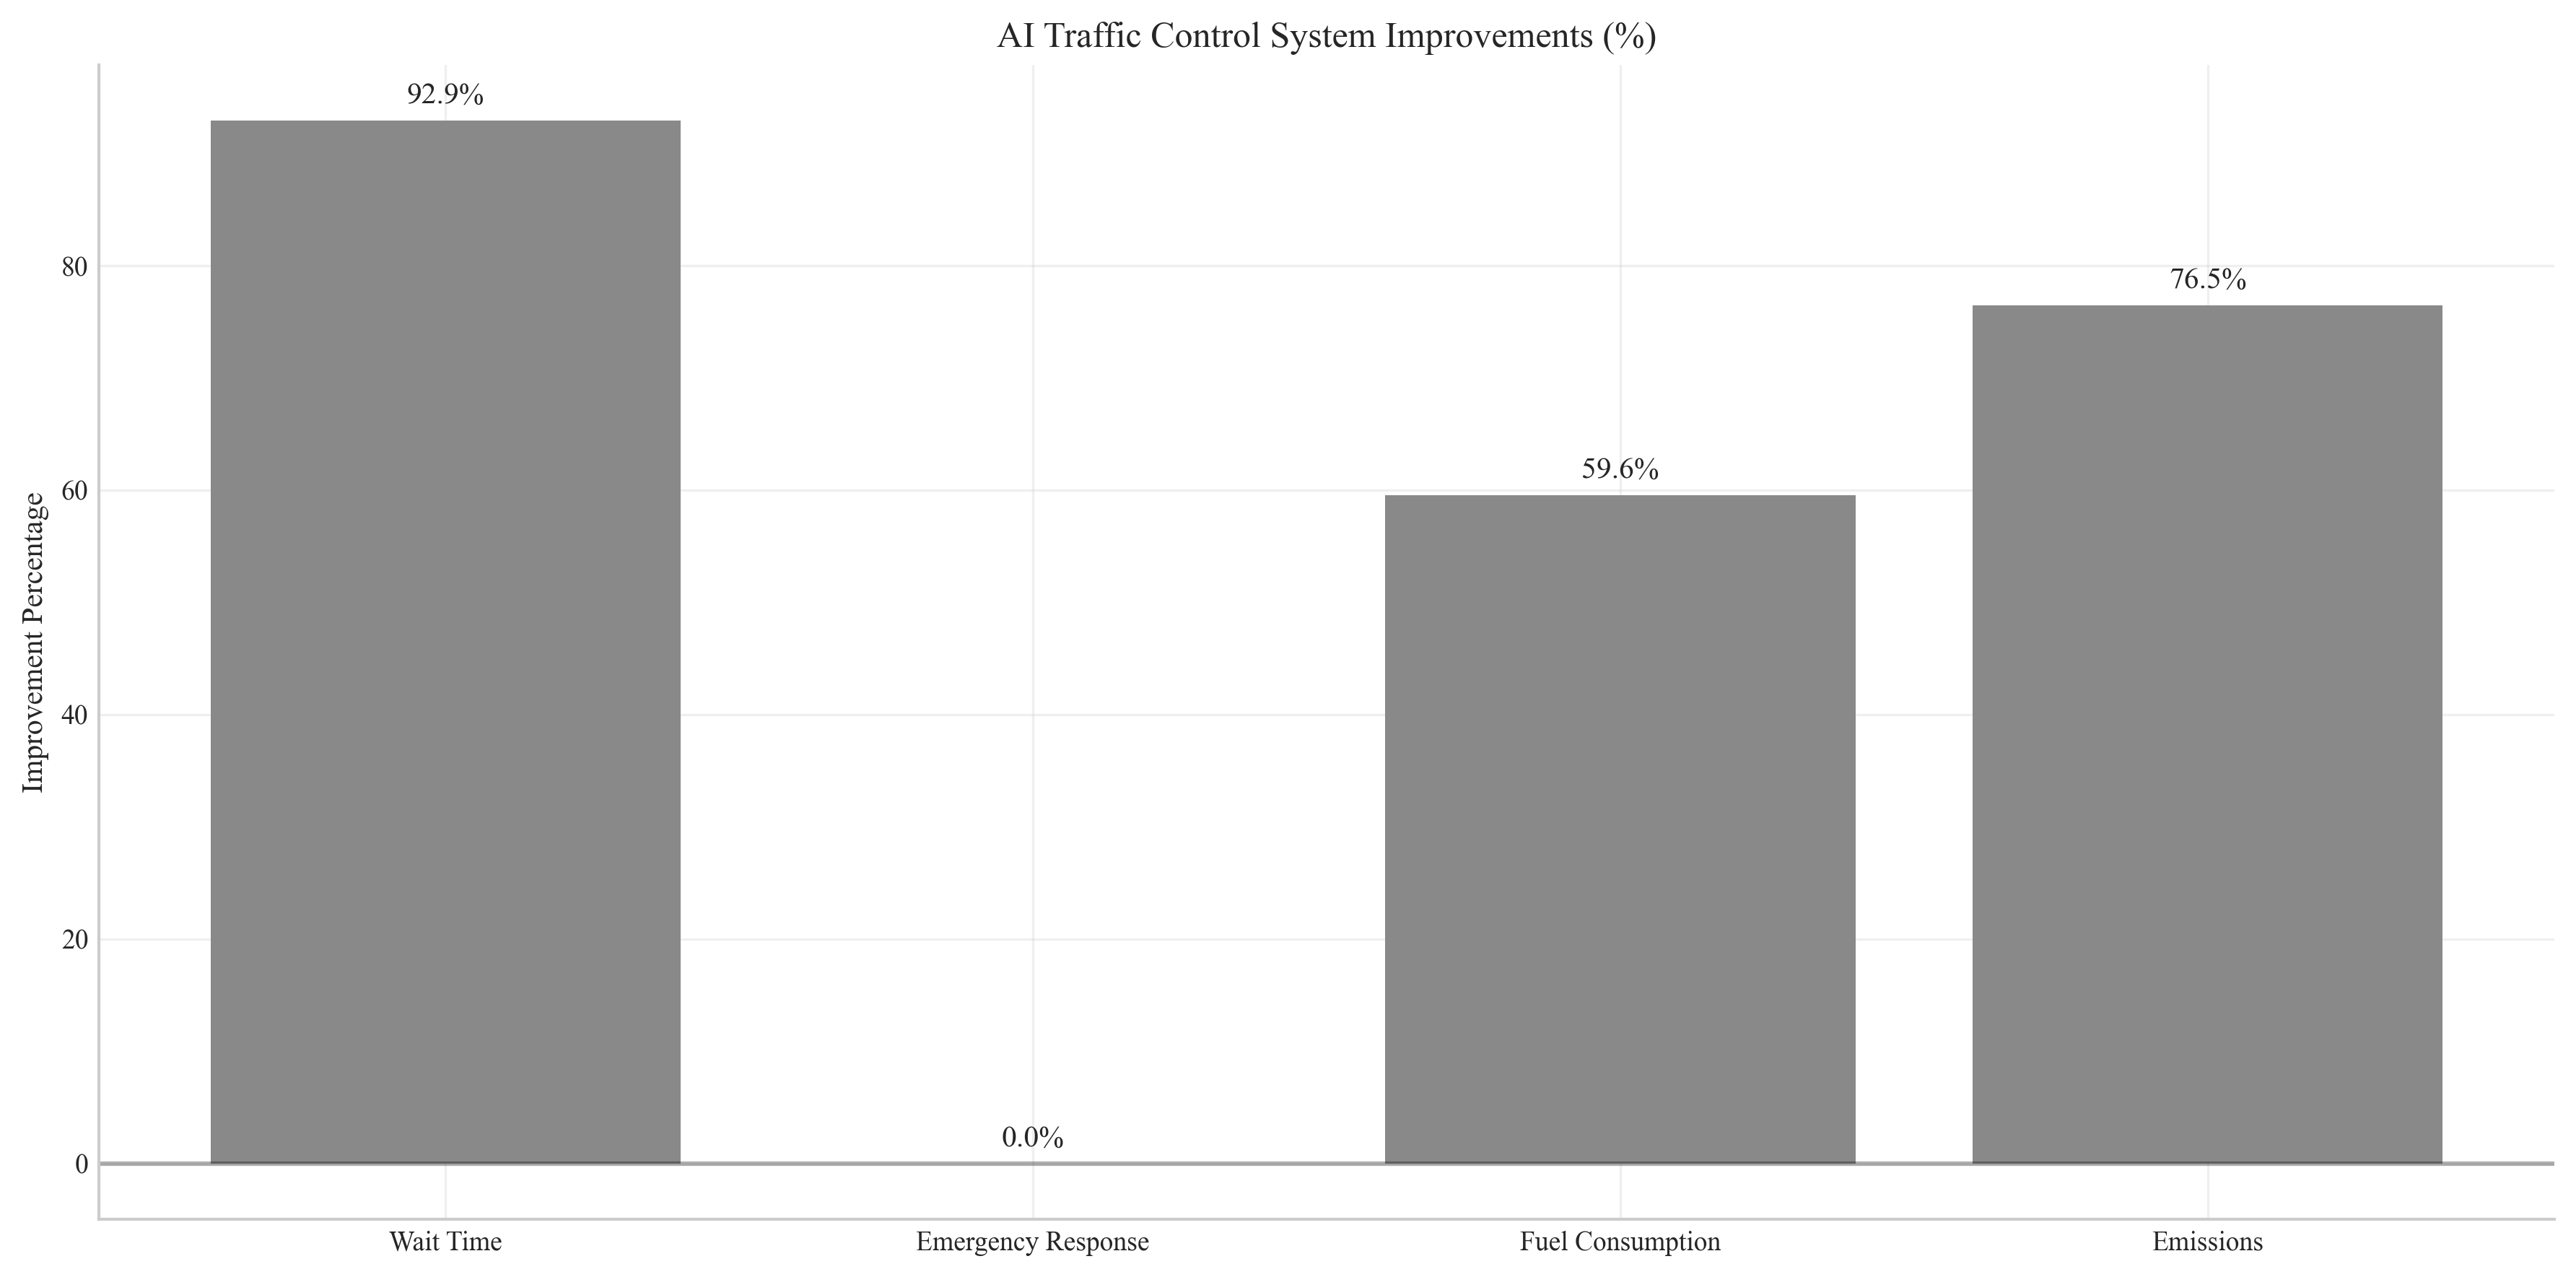 AI Traffic Control System Improvements (%)
92.9%
0.0%
59.6%
76.5%
Improvement Percentage
80
60
40
20
0
Wait Time
Emergency Response
Fuel Consumption
Emissions